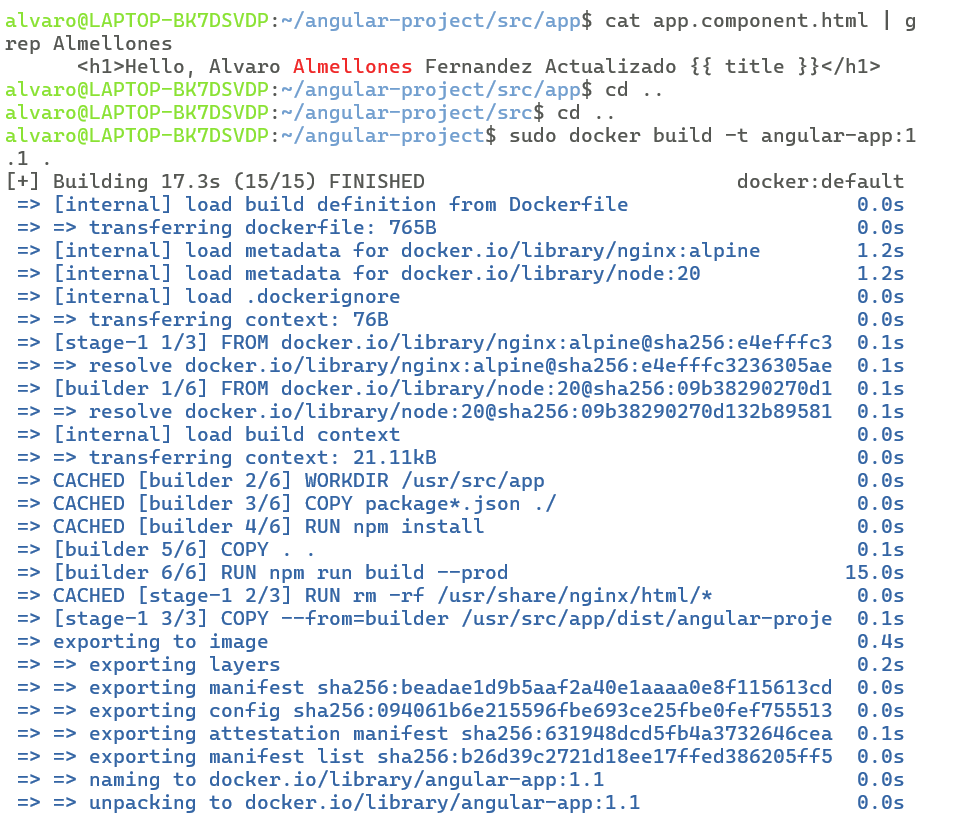 alvaro@LAPTOP-BK7DSVDP:~/angular-project/src/app$ cat app.component.html | g
rep Almellones
      <h1>Hello, Alvaro Almellones Fernandez Actualizado {{ title }}</h1>
alvaro@LAPTOP-BK7DSVDP:~/angular-project/src/app$ cd ..
alvaro@LAPTOP-BK7DSVDP:~/angular-project/src$ cd ..
alvaro@LAPTOP-BK7DSVDP:~/angular-project$ sudo docker build -t angular-app:1
.1 .
[+] Building 17.3s (15/15) FINISHED                          docker:default
 => [internal] load build definition from Dockerfile                   0.0s
 => => transferring dockerfile: 765B                                   0.0s
 => [internal] load metadata for docker.io/library/nginx:alpine        1.2s
 => [internal] load metadata for docker.io/library/node:20             1.2s
 => [internal] load .dockerignore                                      0.0s
 => => transferring context: 76B                                       0.0s
 => [stage-1 1/3] FROM docker.io/library/nginx:alpine@sha256:e4efffc3  0.1s
 => => resolve docker.io/library/nginx:alpine@sha256:e4efffc3236305ae  0.1s
 => [builder 1/6] FROM docker.io/library/node:20@sha256:09b38290270d1  0.1s
 => => resolve docker.io/library/node:20@sha256:09b38290270d132b89581  0.1s
 => [internal] load build context                                      0.0s
 => => transferring context: 21.11kB                                   0.0s
 => CACHED [builder 2/6] WORKDIR /usr/src/app                          0.0s
 => CACHED [builder 3/6] COPY package*.json ./                         0.0s
 => CACHED [builder 4/6] RUN npm install                               0.0s
 => [builder 5/6] COPY . .                                             0.1s
 => [builder 6/6] RUN npm run build --prod                            15.0s
 => CACHED [stage-1 2/3] RUN rm -rf /usr/share/nginx/html/*            0.0s
 => [stage-1 3/3] COPY --from=builder /usr/src/app/dist/angular-proje  0.1s
 => exporting to image                                                 0.4s
 => => exporting layers                                                0.2s
 => => exporting manifest sha256:beadae1d9b5aaf2a40e1aaaa0e8f115613cd  0.0s
 => => exporting config sha256:094061b6e215596fbe693ce25fbe0fef755513  0.0s
 => => exporting attestation manifest sha256:631948dcd5fb4a3732646cea  0.1s
 => => exporting manifest list sha256:b26d39c2721d18ee17ffed386205ff5  0.0s
 => => naming to docker.io/library/angular-app:1.1                     0.0s
 => => unpacking to docker.io/library/angular-app:1.1                  0.0s